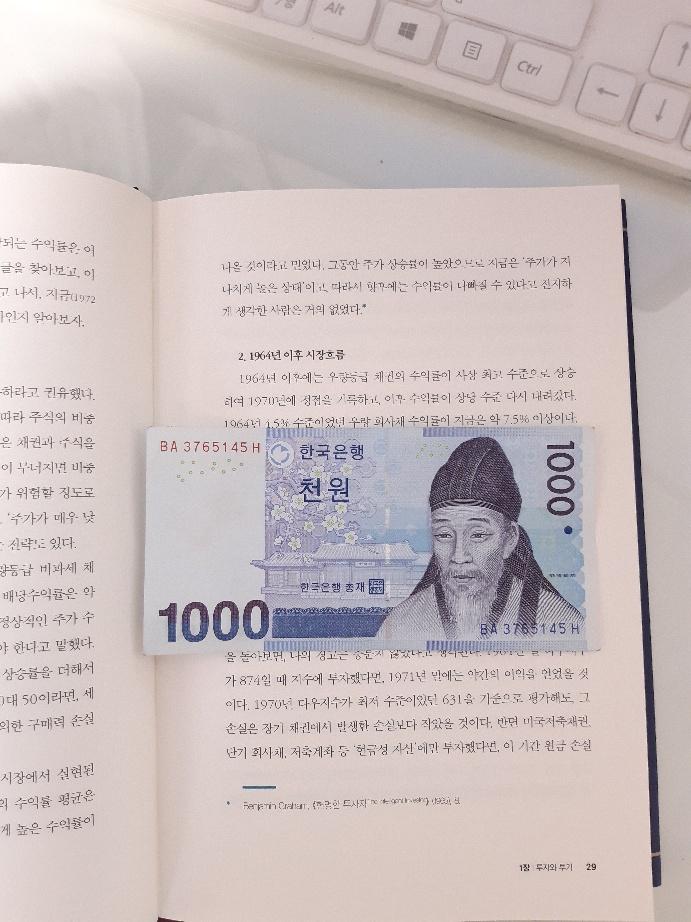 Alt
Ctrl
되는 수익률은 어
글을 찾아보고, 이
고 나서, 지금(1972
인지 알아보자.
하라고 권유했다.
따라 주식의 비중
은 채권과 주식을
이 무너지면 비중
가 위험할 정도로
'주가가 매우 낮
전략'도 있다.
량등급 비과세 채
배당수익률은 약
정상적인 주가 수
야 한다고 말했다.
상승률을 더해서
0대 50이라면, 세
의한 구매력 손실
시장에서 실현된
의 수익률 평균은
게 높은 수익률이
나올 것이라고 믿었다. 그동안 주가 상승률이 높았으므로 지금은 '주가가 지
나치게 높은 상태'이고, 따라서 향후에는 수익률이 나빠질 수 있다고 진지하
게 생각한 사람은 거의 없었다.*
2. 1964년 이후 시장흐름
1964년 이후에는 우량등급 채권의 수익률이 사상 최고 수준으로 상승
하여 1970년에 정점을 기록하고, 이후 수익률이 상당 수준 다시 내려갔다.
1964년 4.5% 수준이었던 우량 회사채 수익률이 지금은 약 7.5% 이상이다.
BA 3765145 H
한국은행
천원
1000
한국은행 총재
1000
BA 3765145 H
을 돌아보면, 나의 경고는 충분치 않았다고
가 874일 때 지수에 투자했다면, 1971년 말에는 약간의 이익을 얻었을 것
이다. 1970년 다우지수가 최저 수준이었던 631을 기준으로 평가해도, 그
손실은 장기 채권에서 발생한 손실보다 작았을 것이다. 반면 미국저축채권,
단기 회사채, 저축계좌 등 '현금성 자산'에만 투자했다면, 이 기간 원금 손실
* Benjamin Graham, 《현명한 투자자
1장 투자와 투기 29